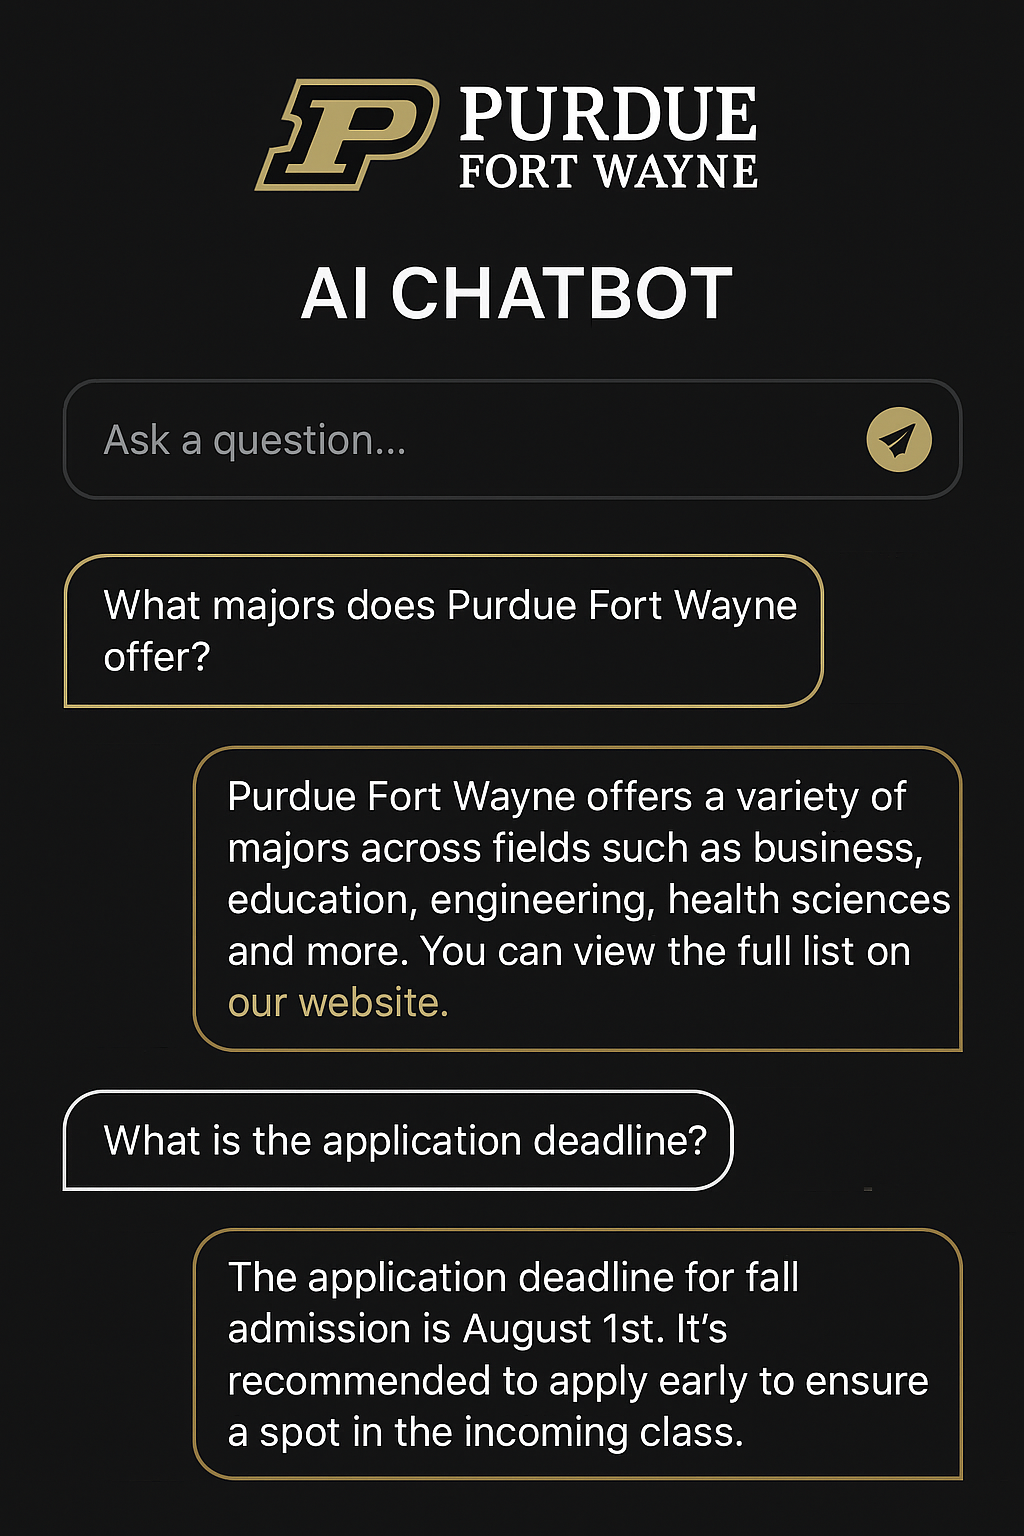 P PURDUE
FORT WAYNE
AI CHATBOT
Ask a question...
What majors does Purdue Fort Wayne
offer?
Purdue Fort Wayne offers a variety of
majors across fields such as business,
education, engineering, health sciences
and more. You can view the full list on
our website.
What is the application deadline?
The application deadline for fall
admission is August 1st. It’s
recommended to apply early to ensure
a spot in the incoming class.